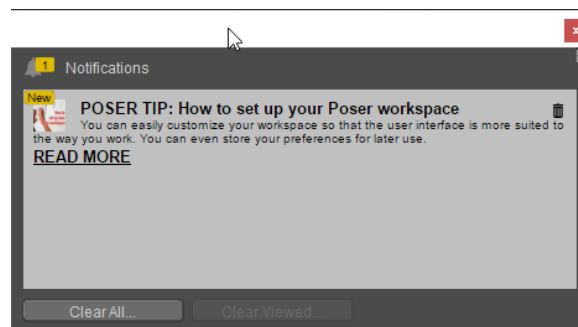 1 Notifications
New
POSER TIP: How to set up your Poser workspace
You can easily customize your workspace so that the user interface is more suited to
the way you work. You can even store your preferences for later use.
READ MORE
Clear All... Clear Viewed...